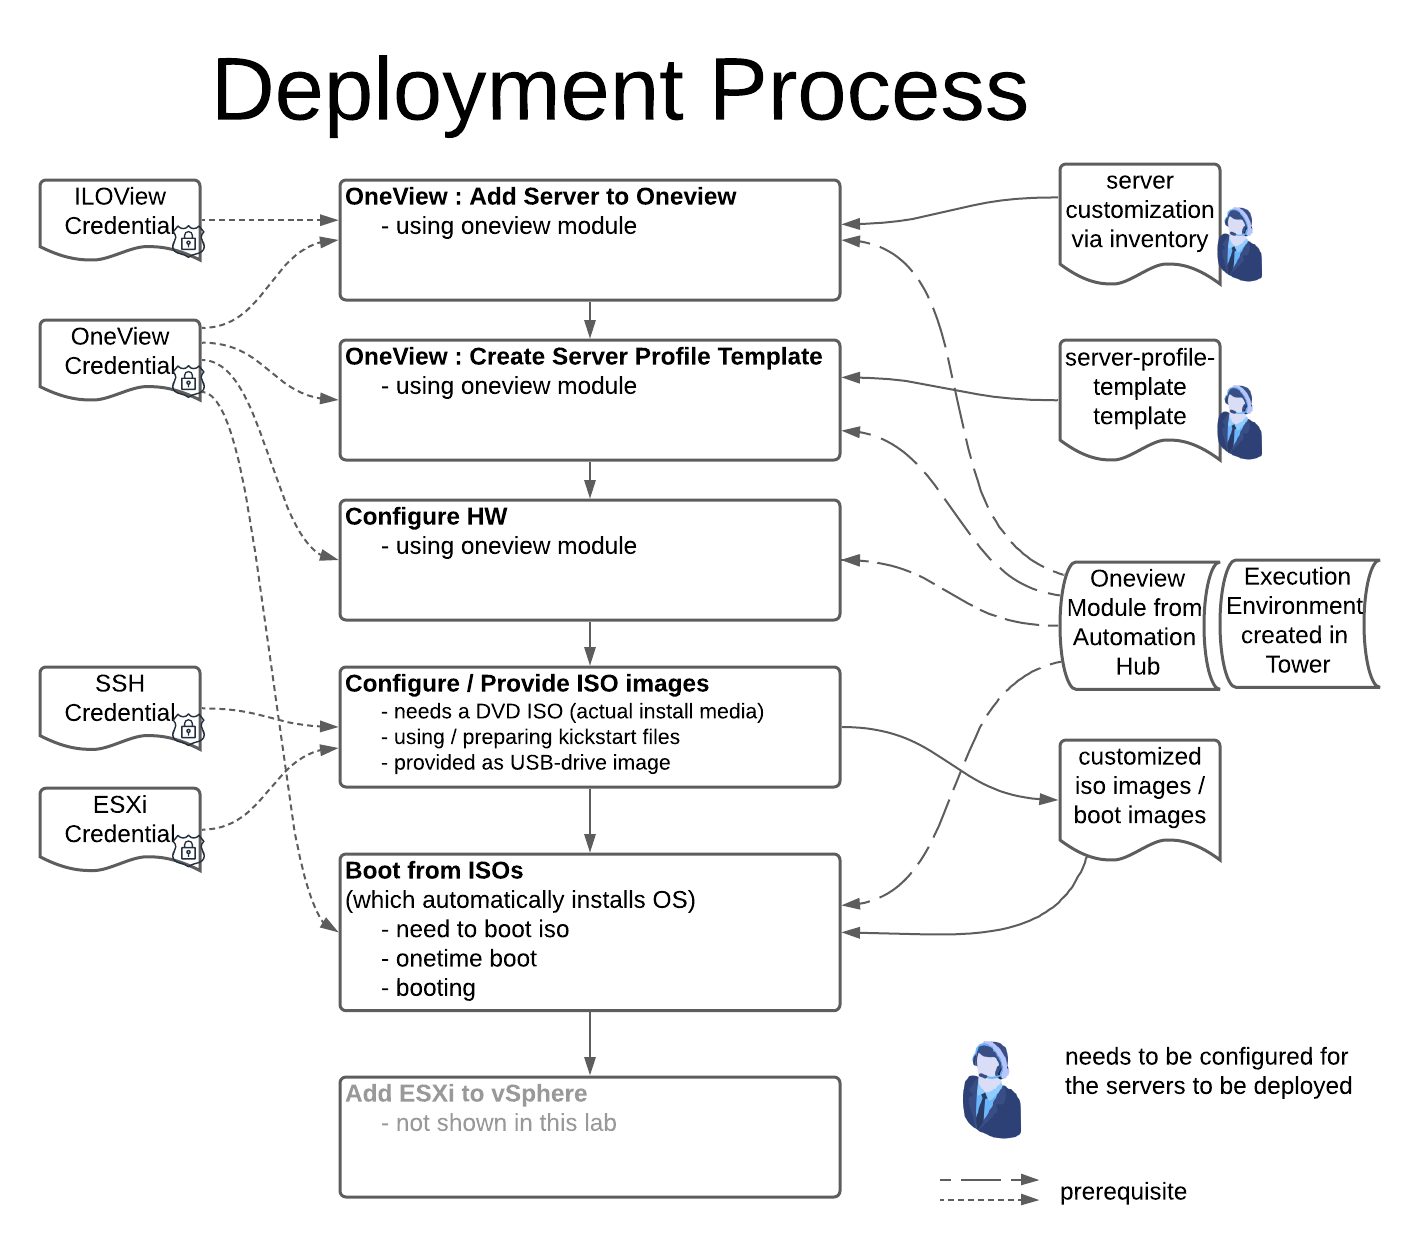 Deployment Process
ILOView
Credential
OneView : Add Server to Oneview
- using oneview module
server
customization
via inventory
OneView
Credential
OneView : Create Server Profile Template
- using oneview module
server-profile-
template
template
Configure HW
- using oneview module
Oneview
Module from
Automation
Hub
Execution
Environment
created in
Tower
SSH
Credential
Configure / Provide ISO images
- needs a DVD ISO (actual install media)
- using / preparing kickstart files
- provided as USB-drive image
customized
iso images /
boot images
ESXi
Credential
Boot from ISOs
(which automatically installs OS)
- need to boot iso
- onetime boot
- booting
Add ESXi to vSphere
- not shown in this lab
needs to be configured for
the servers to be deployed
prerequisite